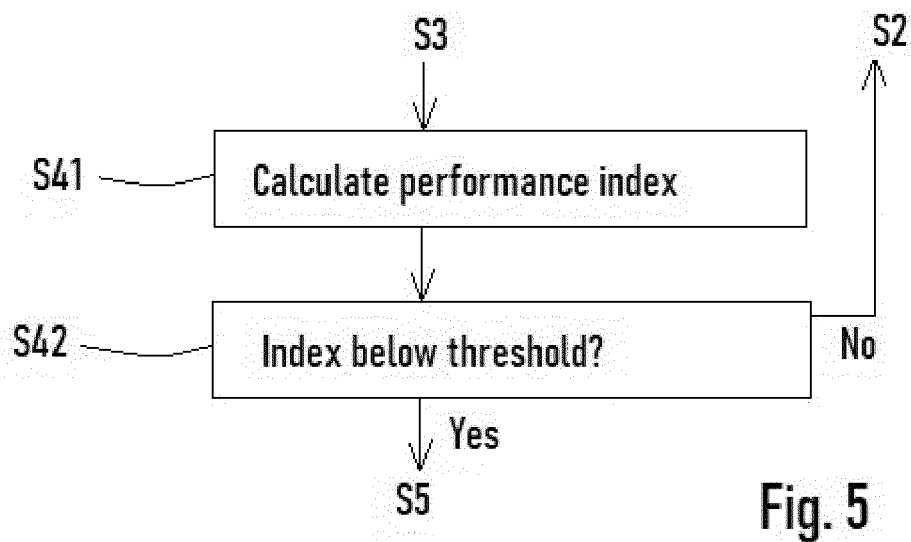 S3
S2
S41
Calculate performance index
S42
Index below threshold?
No
Yes
S5
Fig. 5